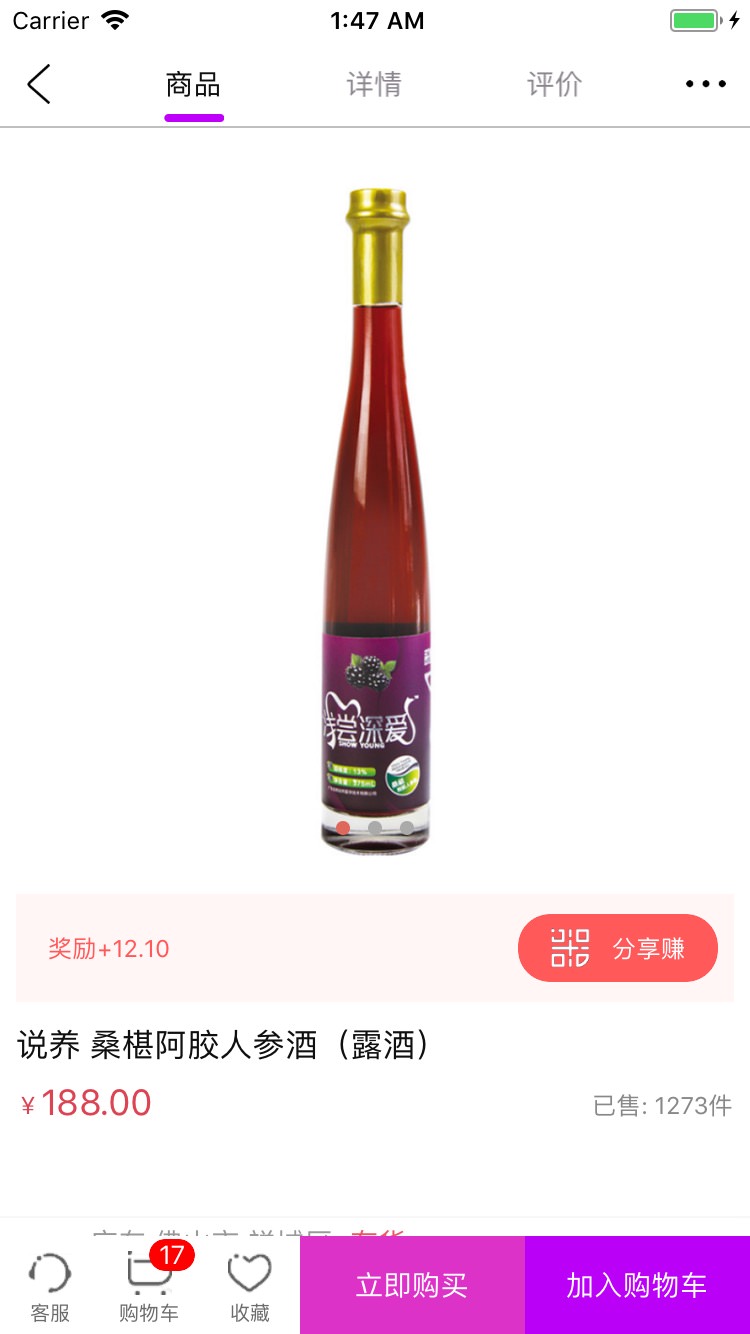 Carrier
1:47 AM
商品
详情
评价
浅尝深爱
SHOW YOUNG
奖励+12.10
分享赚
说养 桑椹阿胶人参酒（露酒）
¥188.00
已售: 1273件
17
客服
购物车
收藏
立即购买
加入购物车